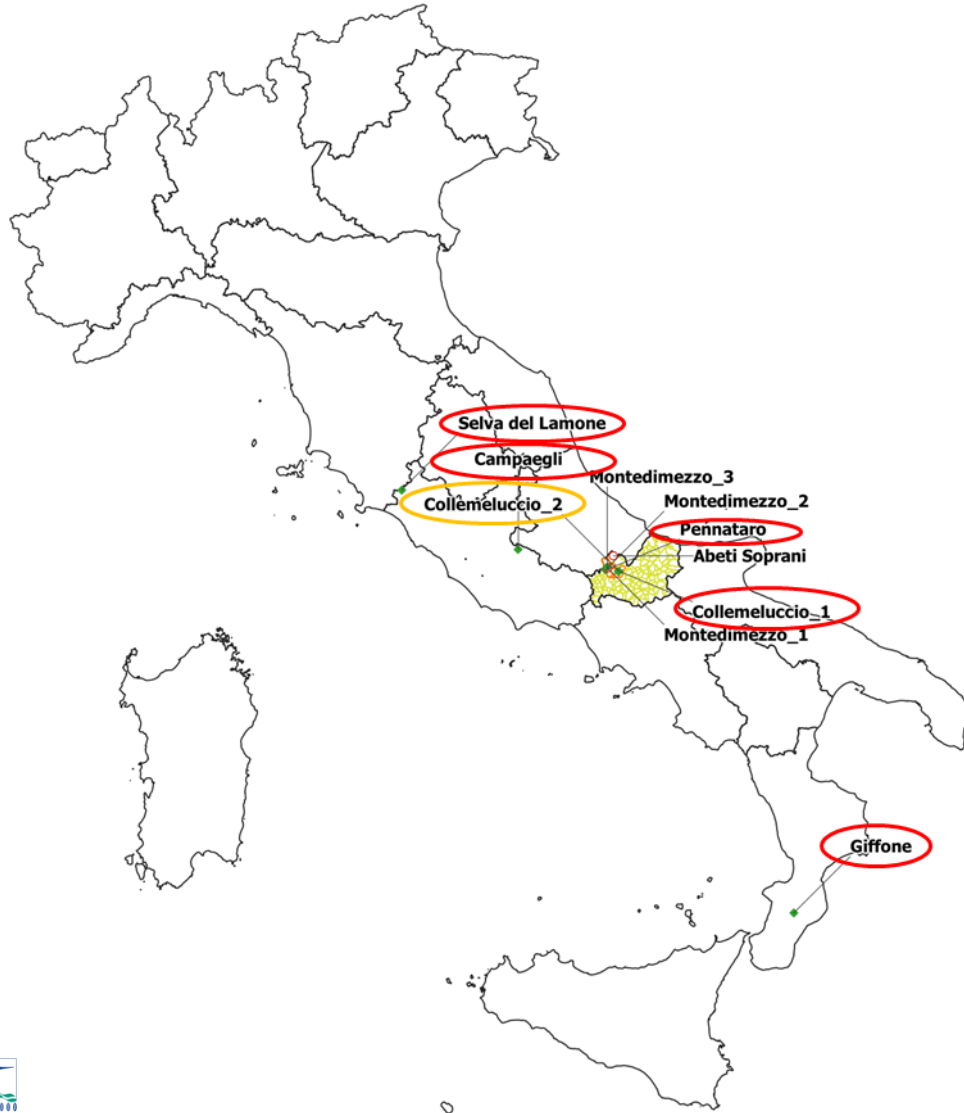 Selva del Lamone
Campaegli
Montedimezzo_3
Collemeluccio_2
Montedimezzo_2
Pennataro
Abeti Soprani
Collemeluccio_1
Montedimezzo_1
Giffone